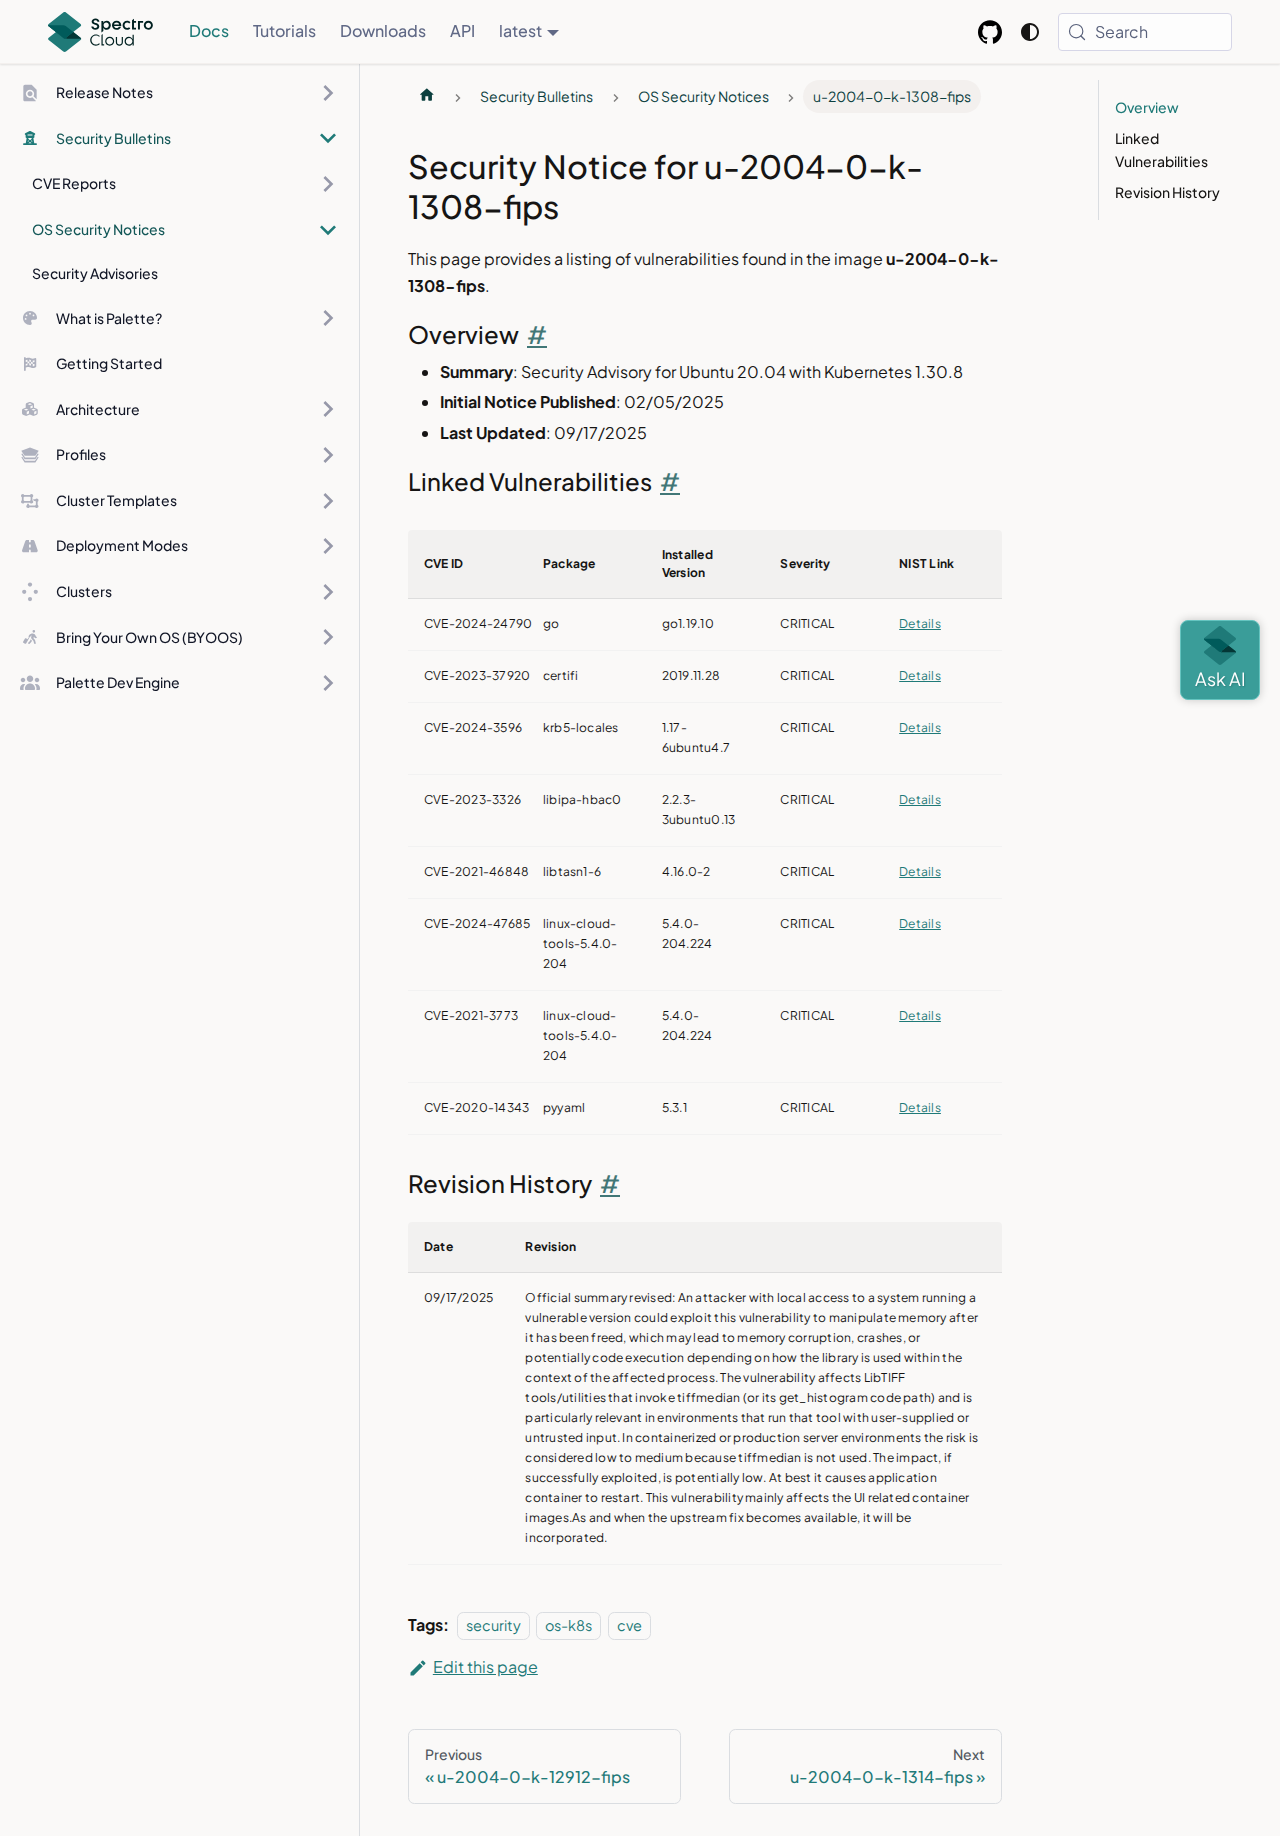 Spectro Cloud
Docs
Tutorials
Downloads
API
latest
Search
Release Notes
Security Bulletins
CVE Reports
OS Security Notices
Security Advisories
What is Palette?
Getting Started
Architecture
Profiles
Cluster Templates
Deployment Modes
Clusters
Bring Your Own OS (BYOOS)
Palette Dev Engine
Security Bulletins
OS Security Notices
u-2004-0-k-1308-fips
Security Notice for u-2004-0-k-
1308-fips
This page provides a listing of vulnerabilities found in the image u-2004-0-k-
1308-fips.
Overview #
Summary: Security Advisory for Ubuntu 20.04 with Kubernetes 1.30.8
Initial Notice Published: 02/05/2025
Last Updated: 09/17/2025
Linked Vulnerabilities #
CVE ID Package Installed Version Severity NIST Link
CVE-2024-24790 go go1.19.10 CRITICAL Details
CVE-2023-37920 certifi 2019.11.28 CRITICAL Details
CVE-2024-3596 krb5-locales 1.17-
6ubuntu4.7 CRITICAL Details
CVE-2023-3326 libipa-hbac0 2.2.3-
3ubuntu0.13 CRITICAL Details
CVE-2021-46848 libtasn1-6 4.16.0-2 CRITICAL Details
CVE-2024-47685 linux-cloud-
tools-5.4.0-
204 5.4.0-
204.224 CRITICAL Details
CVE-2021-3773 linux-cloud-
tools-5.4.0-
204 5.4.0-
204.224 CRITICAL Details
CVE-2020-14343 pyyaml 5.3.1 CRITICAL Details
Revision History #
Date Revision
09/17/2025 Official summary revised: An attacker with local access to a system running a
vulnerable version could exploit this vulnerability to manipulate memory after
it has been freed, which may lead to memory corruption, crashes, or
potentially code execution depending on how the library is used within the
context of the affected process. The vulnerability affects LibTIFF
tools/utilities that invoke tiffmedian (or its get_histogram code path) and is
particularly relevant in environments that run that tool with user-supplied or
untrusted input. In containerized or production server environments the risk is
considered low to medium because tiffmedian is not used. The impact, if
successfully exploited, is potentially low. At best it causes application
container to restart. This vulnerability mainly affects the UI related container
images.As and when the upstream fix becomes available, it will be
incorporated.
Tags: security os-k8s cve
Edit this page
Previous
« u-2004-0-k-12912-fips
Next
u-2004-0-k-1314-fips »
Overview
Linked
Vulnerabilities
Revision History
Ask AI